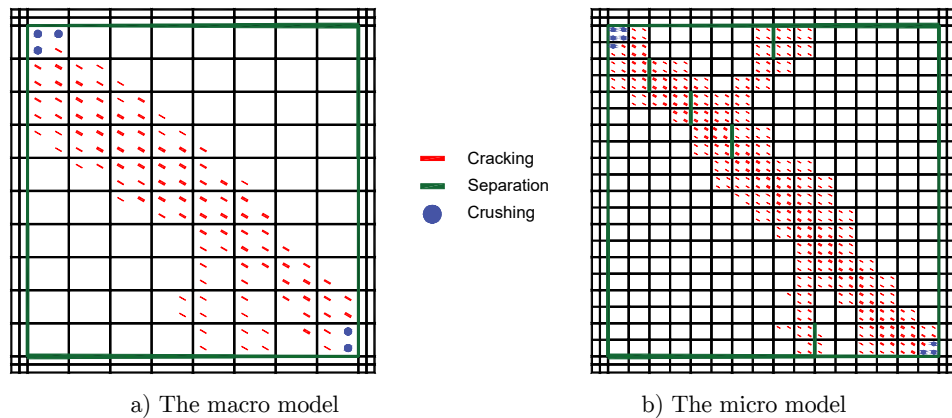 Cracking
Separation
Crushing
a) The macro model
b) The micro model